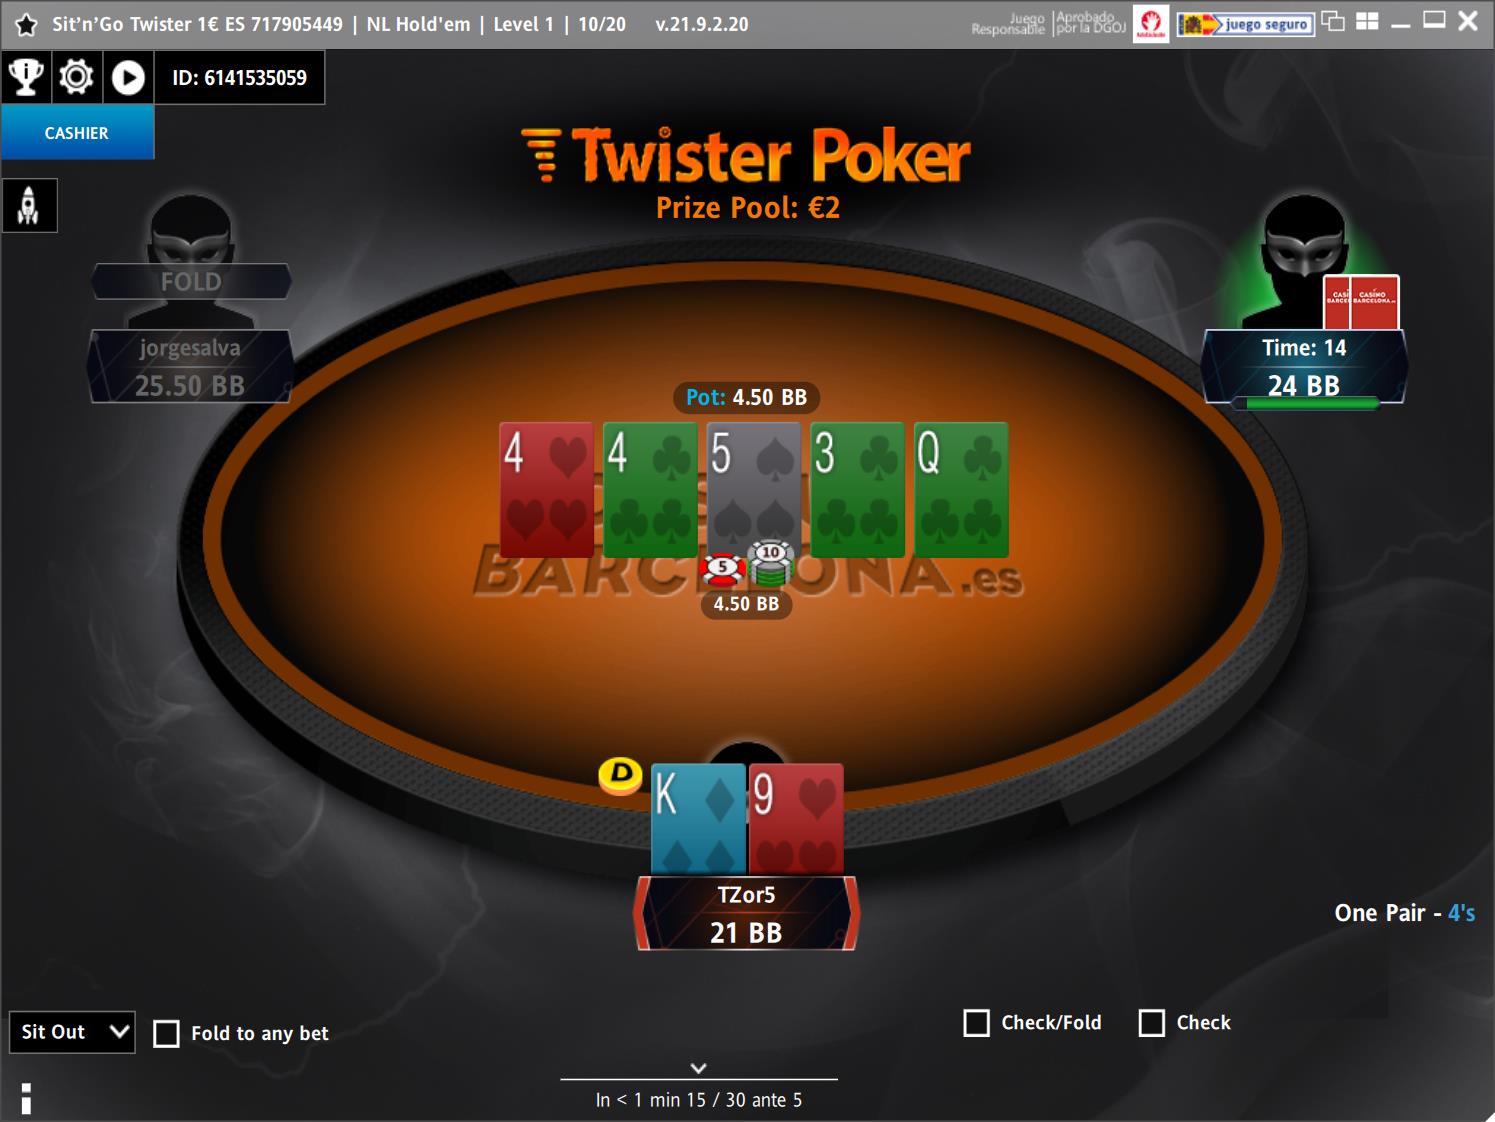 Sit'n'Go Twister 1€ ES 717905449 | NL Hold'em | Level 1 | 10/20 v.21.9.2.20
Juego Responsable
Aprobado por la DGOJ
juego seguro
ID: 6141535059
CASHIER
Twister Poker
Prize Pool: €2
FOLD
jorgesalva
25.50 BB
CASINO
BARCELONA.es
Time: 14
24 BB
Pot: 4.50 BB
4 4 5 3 Q
BARCELONA.es
5 10
4.50 BB
D
K 9
TZor5
21 BB
One Pair - 4's
Sit Out
Fold to any bet
Check/Fold
Check
In < 1 min 15 / 30 ante 5